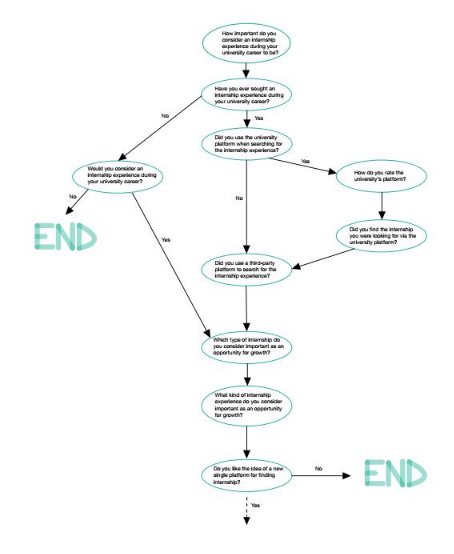 How important do you
consider an internship
experience during your
university career to be?
Have you ever sought an
internship experience during
your university career?
No
Yes
Did you use the university
platform when searching for
the internship experience?
Yes
Would you consider an
internship experience during
your university career?
How do you rate the
university's platform?
No
No
END
Yes
Did you find the internship
you were looking for via the
university platform?
Did you use a third-party
platform to search for the
internship experience?
Which type of internship do
you consider important as an
opportunity for growth?
What kind of internship
experience do you consider
important as an opportunity
for growth?
Do you like the idea of a new
single platform for finding
internship?
No
END
Yes